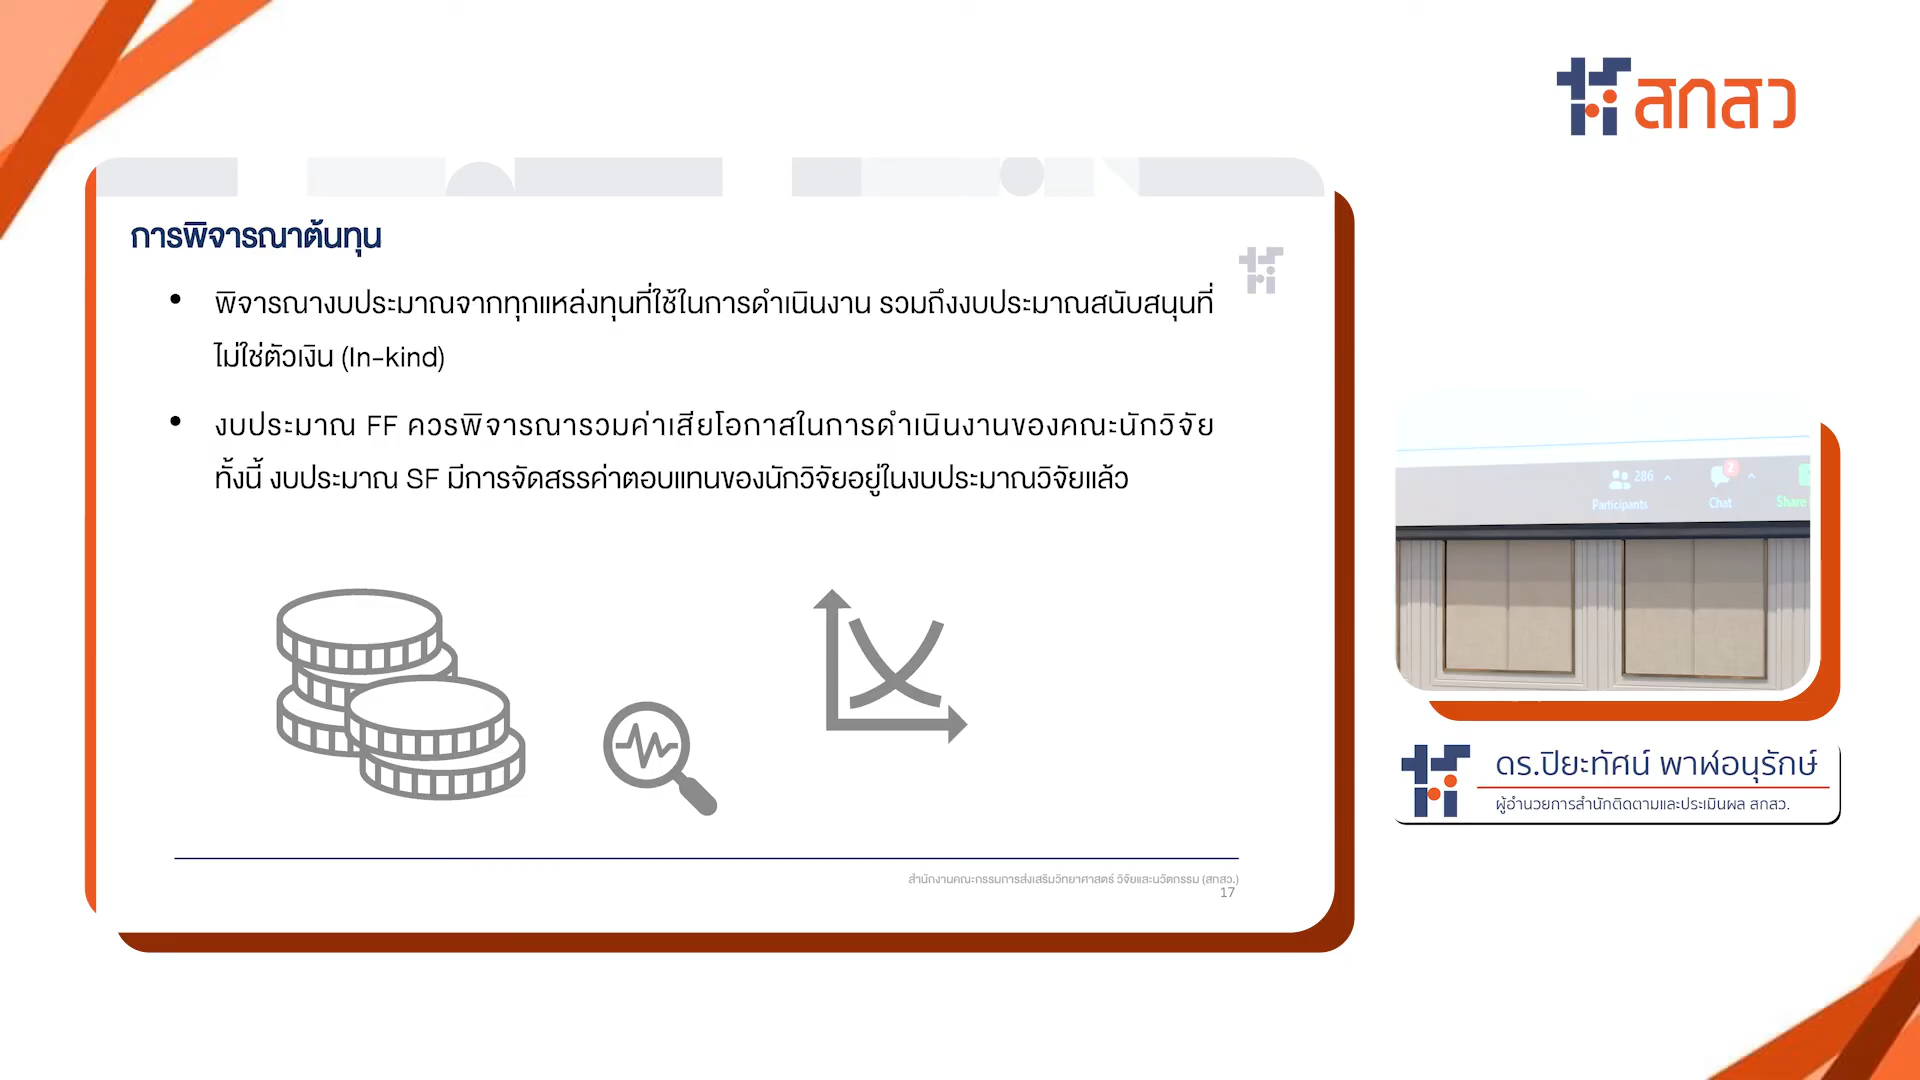 สกสว
การพิจารณาต้นทุน
• พิจารณางบประมาณจากทุกแหล่งทุนที่ใช้ในการดำเนินงาน รวมถึงงบประมาณสนับสนุนที่
ไม่ใช่ตัวเงิน (In-kind)
• งบประมาณ FF ควรพิจารณารวมค่าเสียโอกาสในการดำเนินงานของคณะนักวิจัย
ทั้งนี้ งบประมาณ SF มีการจัดสรรค่าตอบแทนของนักวิจัยอยู่ในงบประมาณวิจัยแล้ว
สำนักงานคณะกรรมการส่งเสริมวิทยาศาสตร์ วิจัยและนวัตกรรม (สกสว.)
17
286
2
Participants
Chat
Share
ดร.ปิยะทัศน์ พาฬอนุรักษ์
ผู้อำนวยการสำนักติดตามและประเมินผล สกสว.